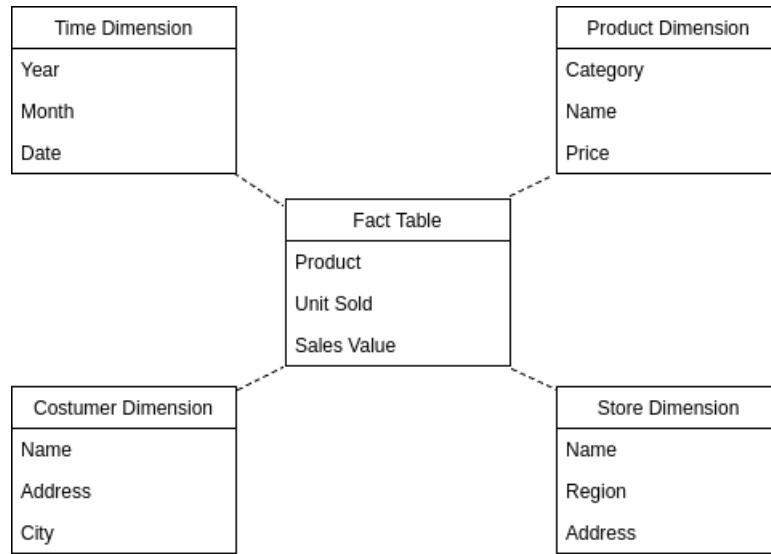 Time Dimension
Year
Month
Date
Product Dimension
Category
Name
Price
Fact Table
Product
Unit Sold
Sales Value
Costumer Dimension
Name
Address
City
Store Dimension
Name
Region
Address